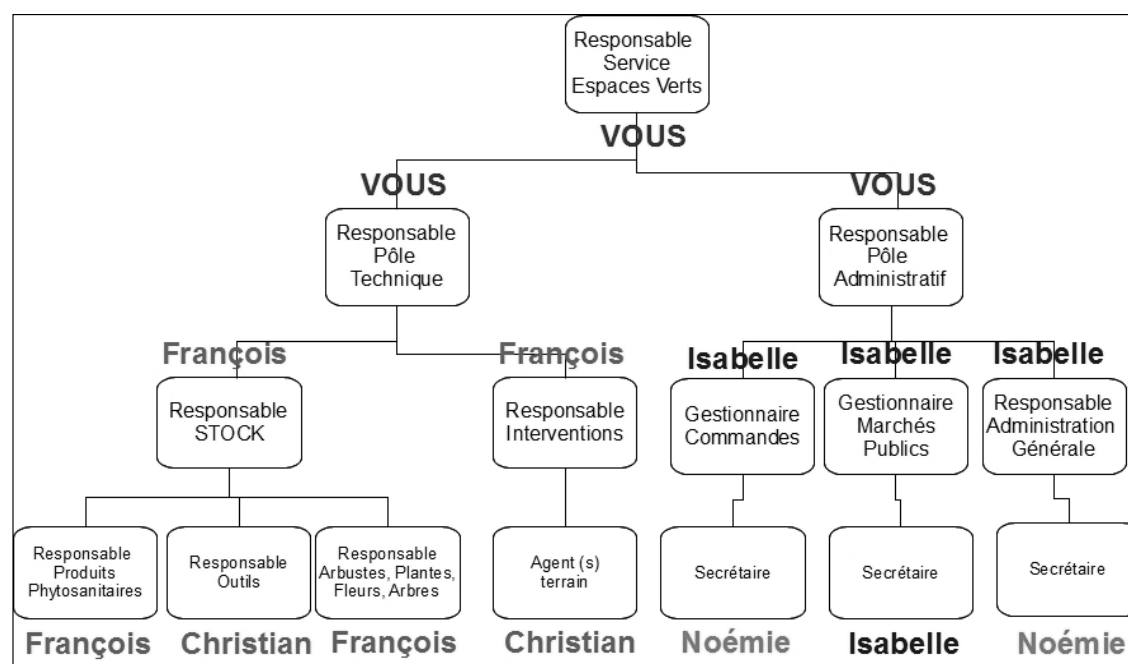 Responsable
Service
Espaces Verts
VOUS
VOUS
VOUS
Responsable
Pôle
Technique
Responsable
Pôle
Administratif
François
François
Isabelle
Isabelle
Isabelle
Responsable
STOCK
Responsable
Interventions
Gestionnaire
Commandes
Gestionnaire
Marchés
Publics
Responsable
Administration
Générale
Responsable
Produits
Phytosanitaires
Responsable
Outils
Responsable
Arbustes, Plantes,
Fleurs, Arbres
Agent (s)
terrain
Secrétaire
Secrétaire
Secrétaire
François
Christian
François
Christian
Noémie
Isabelle
Noémie